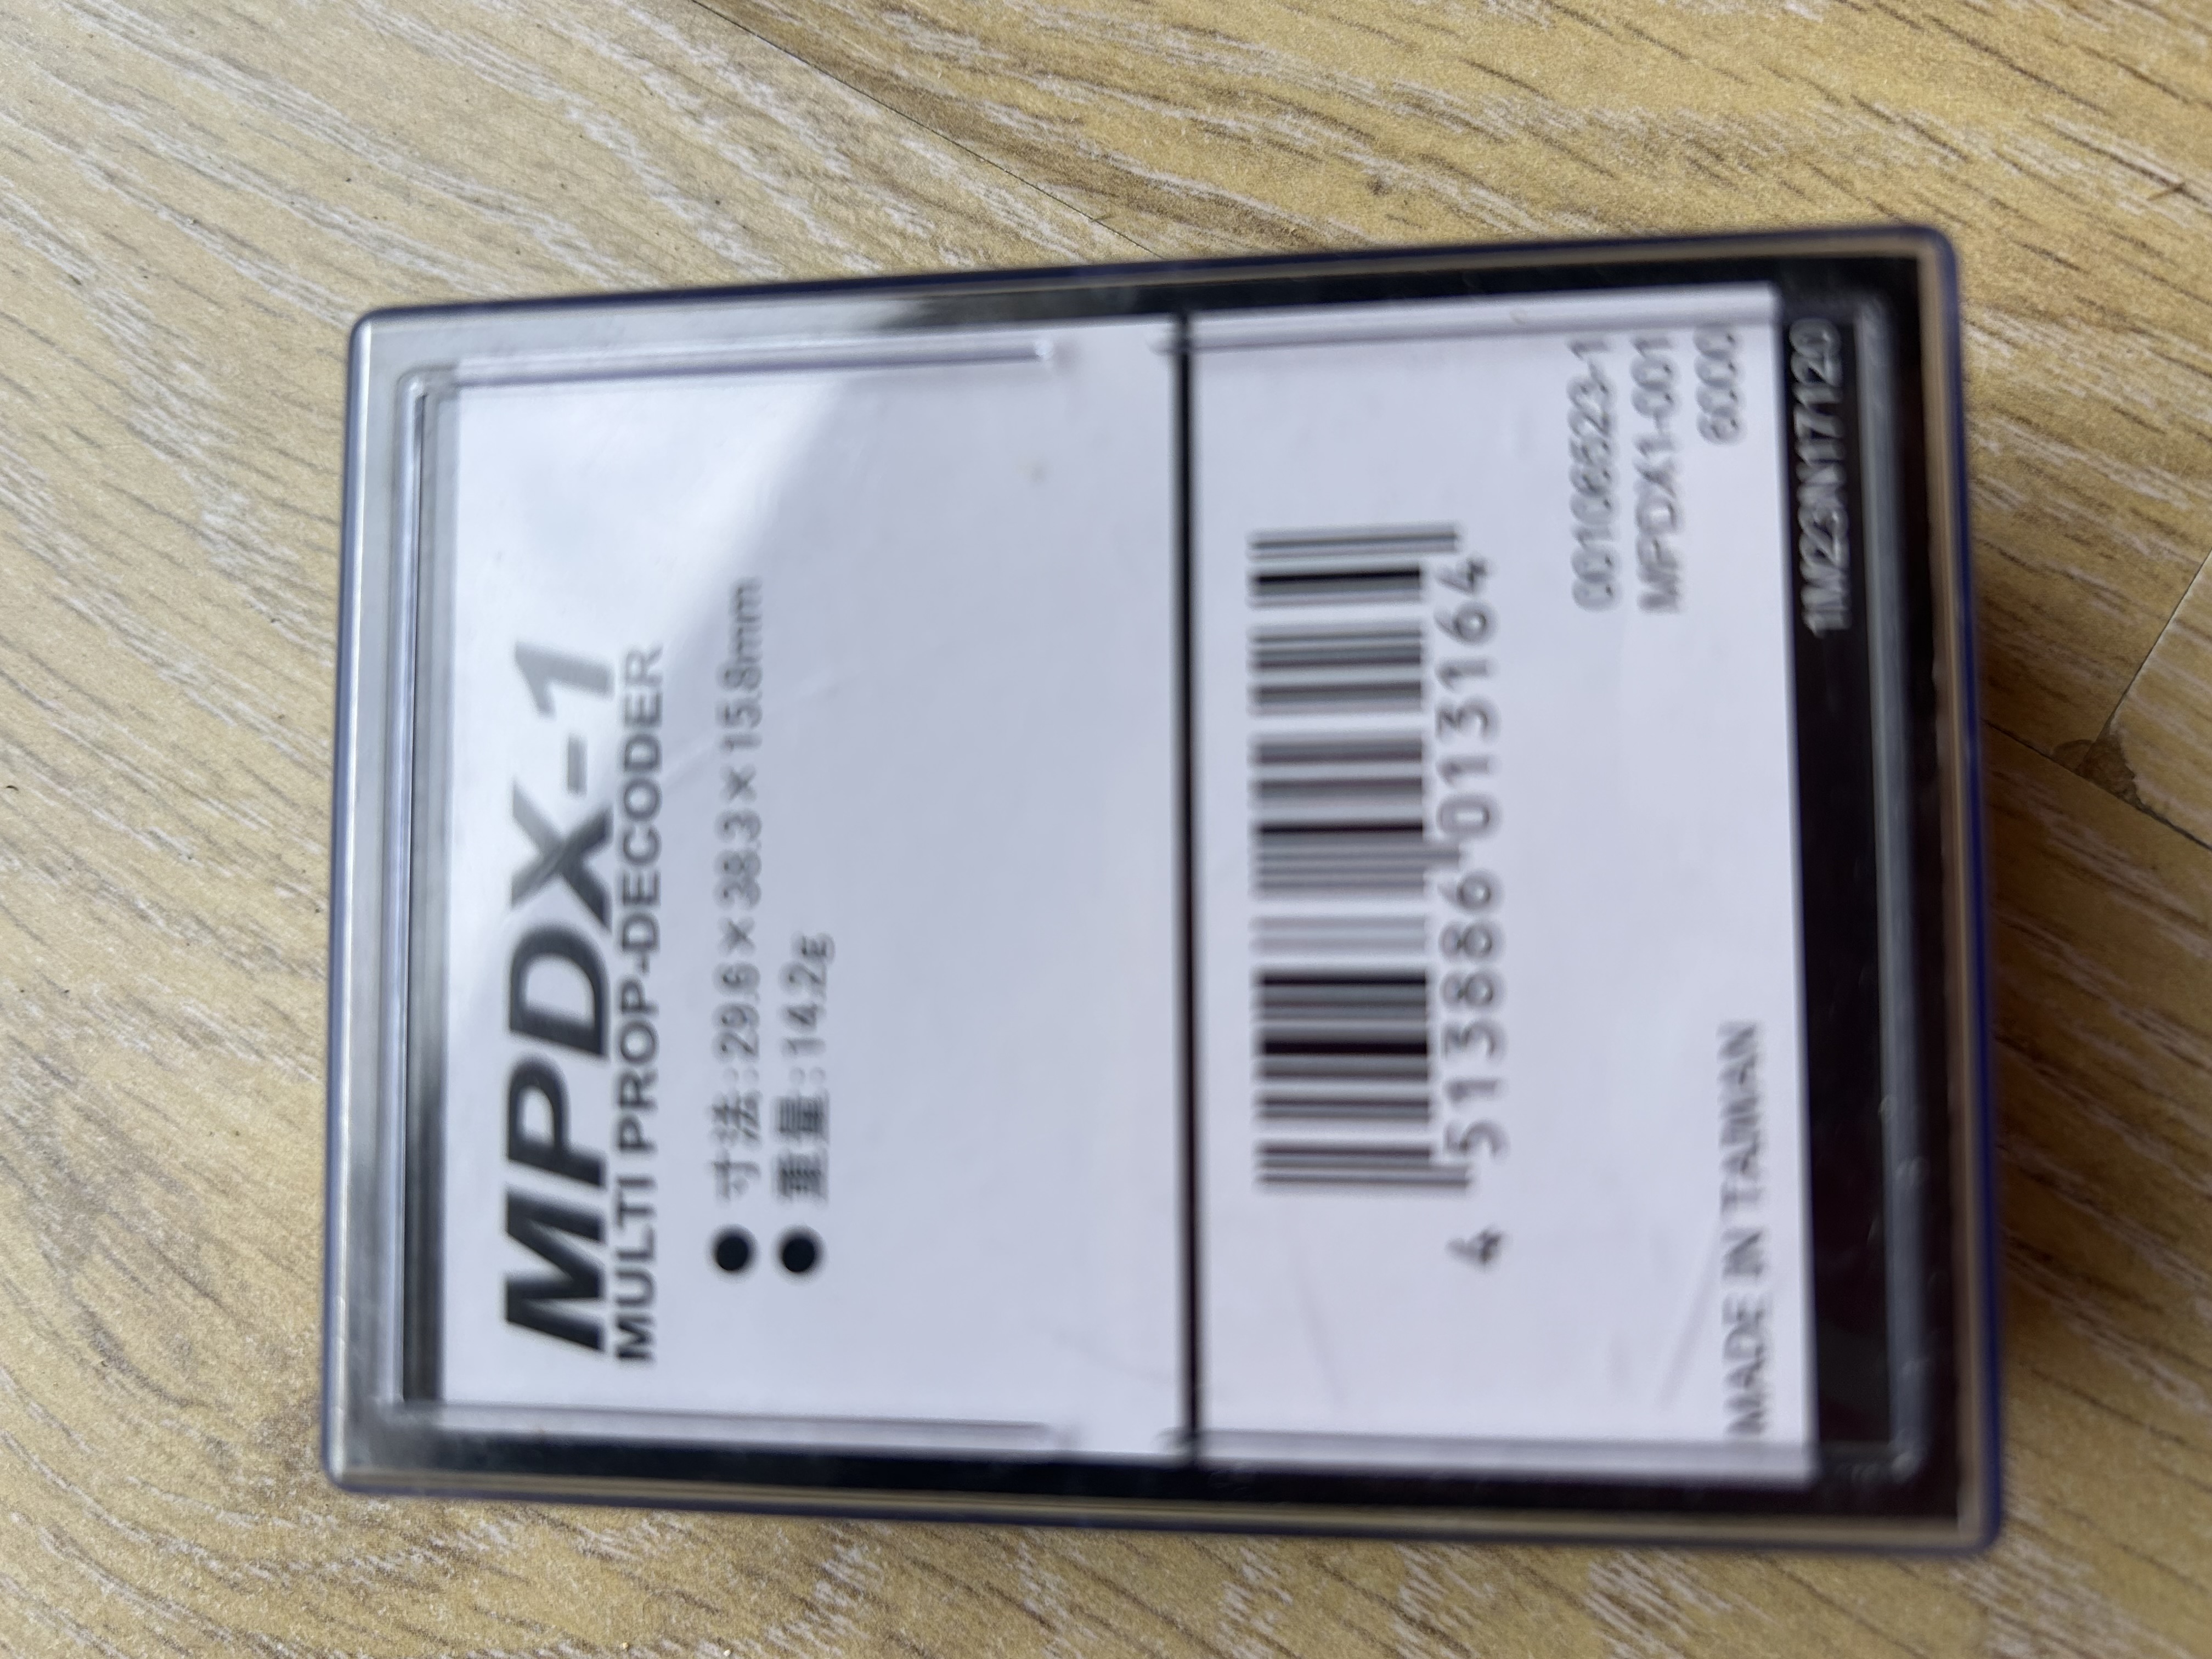 MPDX-1
MULTI PROP-DECODER
● 寸法:29.6×38.3×15.8mm
● 重量:14.2g
4 513886 013164
00106523-1
MPDX1-001
6000
MADE IN TAIWAN
1M23N17120